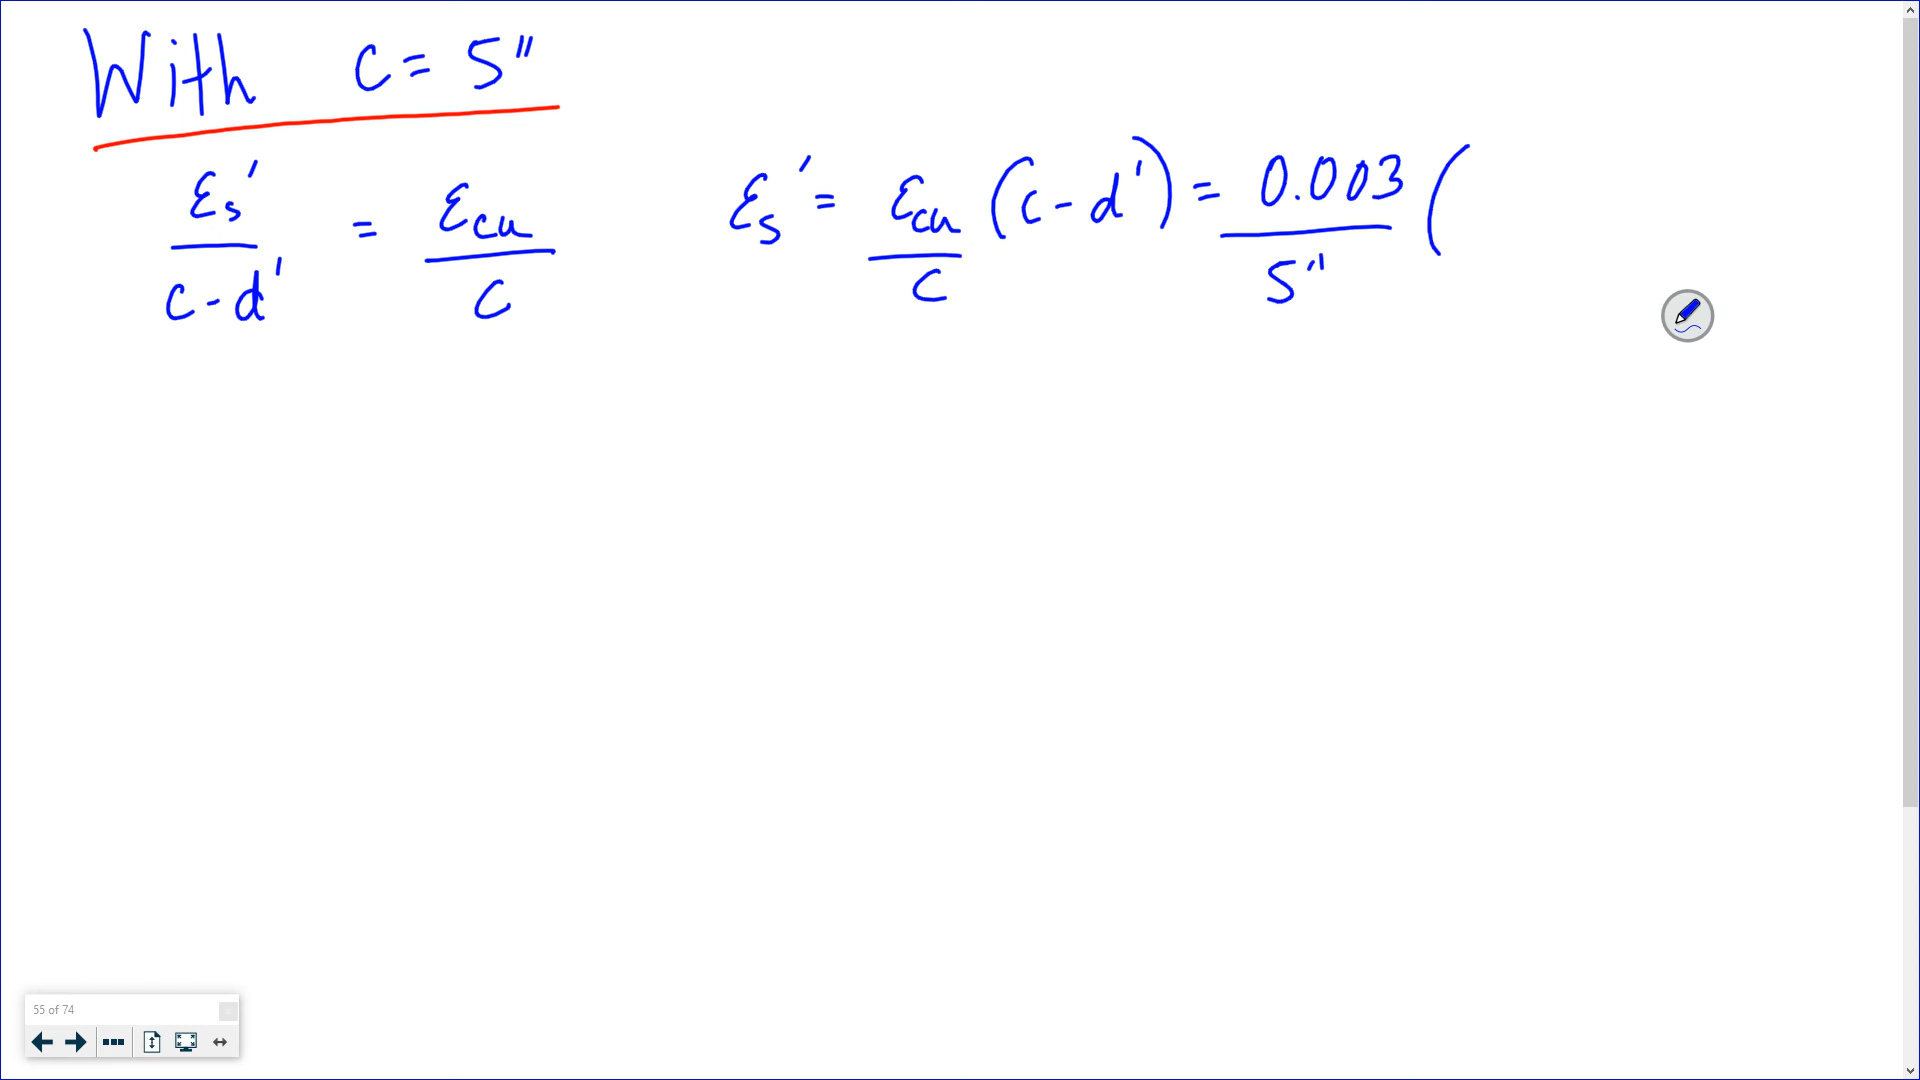 With c = 5"
εs' / (c - d') = εcu / c    εs' = εcu / c (c - d') = 0.003 / 5" (
55 of 74